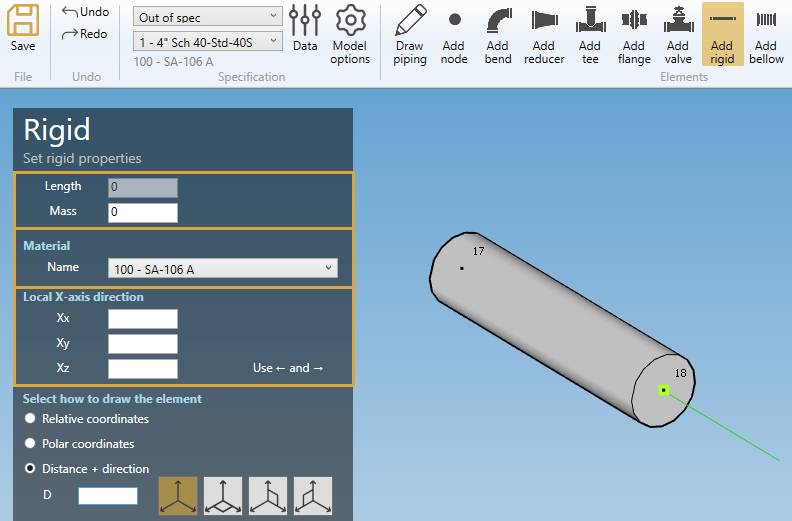 Save
File
Undo
Redo
Undo
Out of spec
1 - 4" Sch 40-Std-40S
100 - SA-106 A
Specification
Data
Model options
Draw piping
Add node
Add bend
Add reducer
Add tee
Add flange
Add valve
Add rigid
Add bellow
Elements
Rigid
Set rigid properties
Length 0
Mass 0
Material
Name 100 - SA-106 A
Local X-axis direction
Xx
Xy
Xz Use ← and →
Select how to draw the element
Relative coordinates
Polar coordinates
Distance + direction
D
17
18